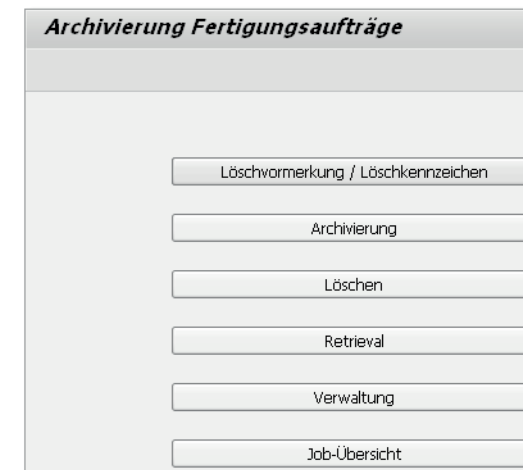 Archivierung Fertigungsaufträge
Löschvormerkung / Löschkennzeichen
Archivierung
Löschen
Retrieval
Verwaltung
Job-Übersicht